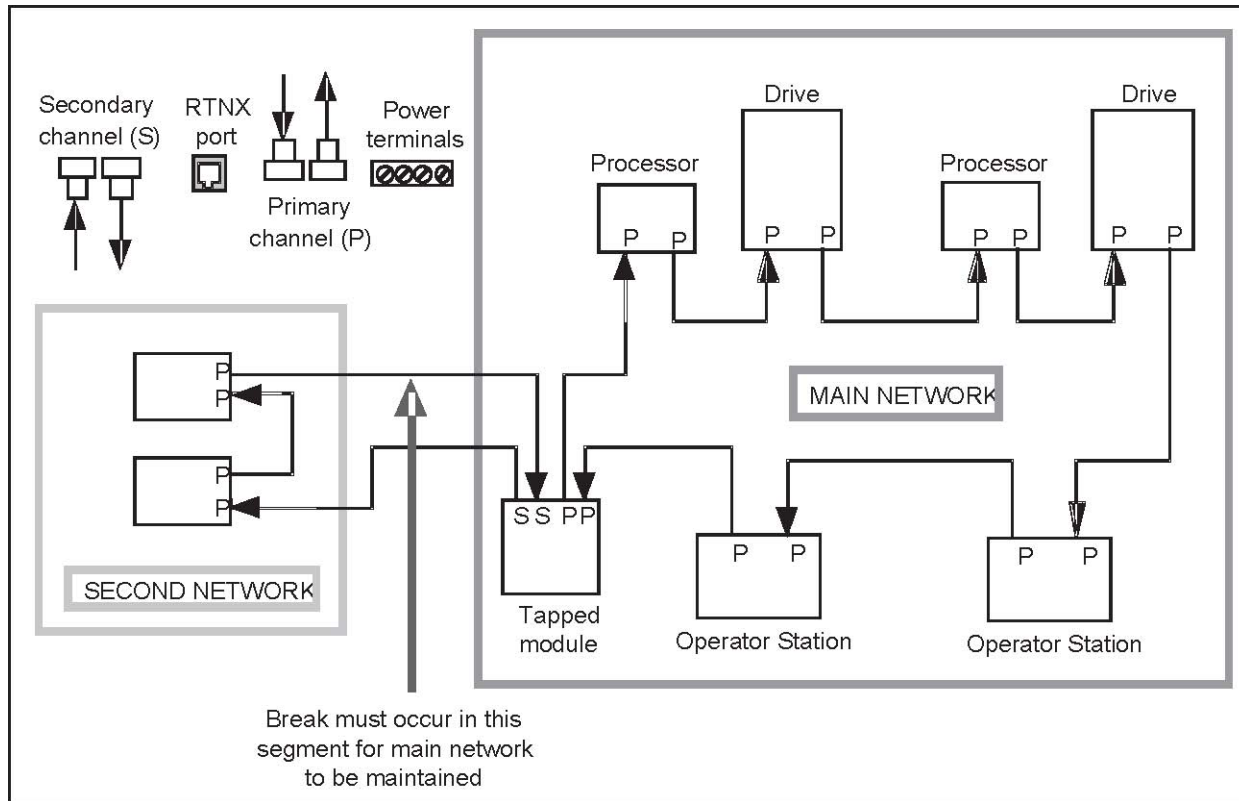 Secondary
channel (S)
RTNX
port
Primary
channel (P)
Power
terminals
Drive
Drive
Processor
Processor
P P
P P
P P
P P
MAIN NETWORK
P
P
P
P
SECOND NETWORK
S S P P
Tapped
module
P P
Operator Station
P P
Operator Station
Break must occur in this
segment for main network
to be maintained